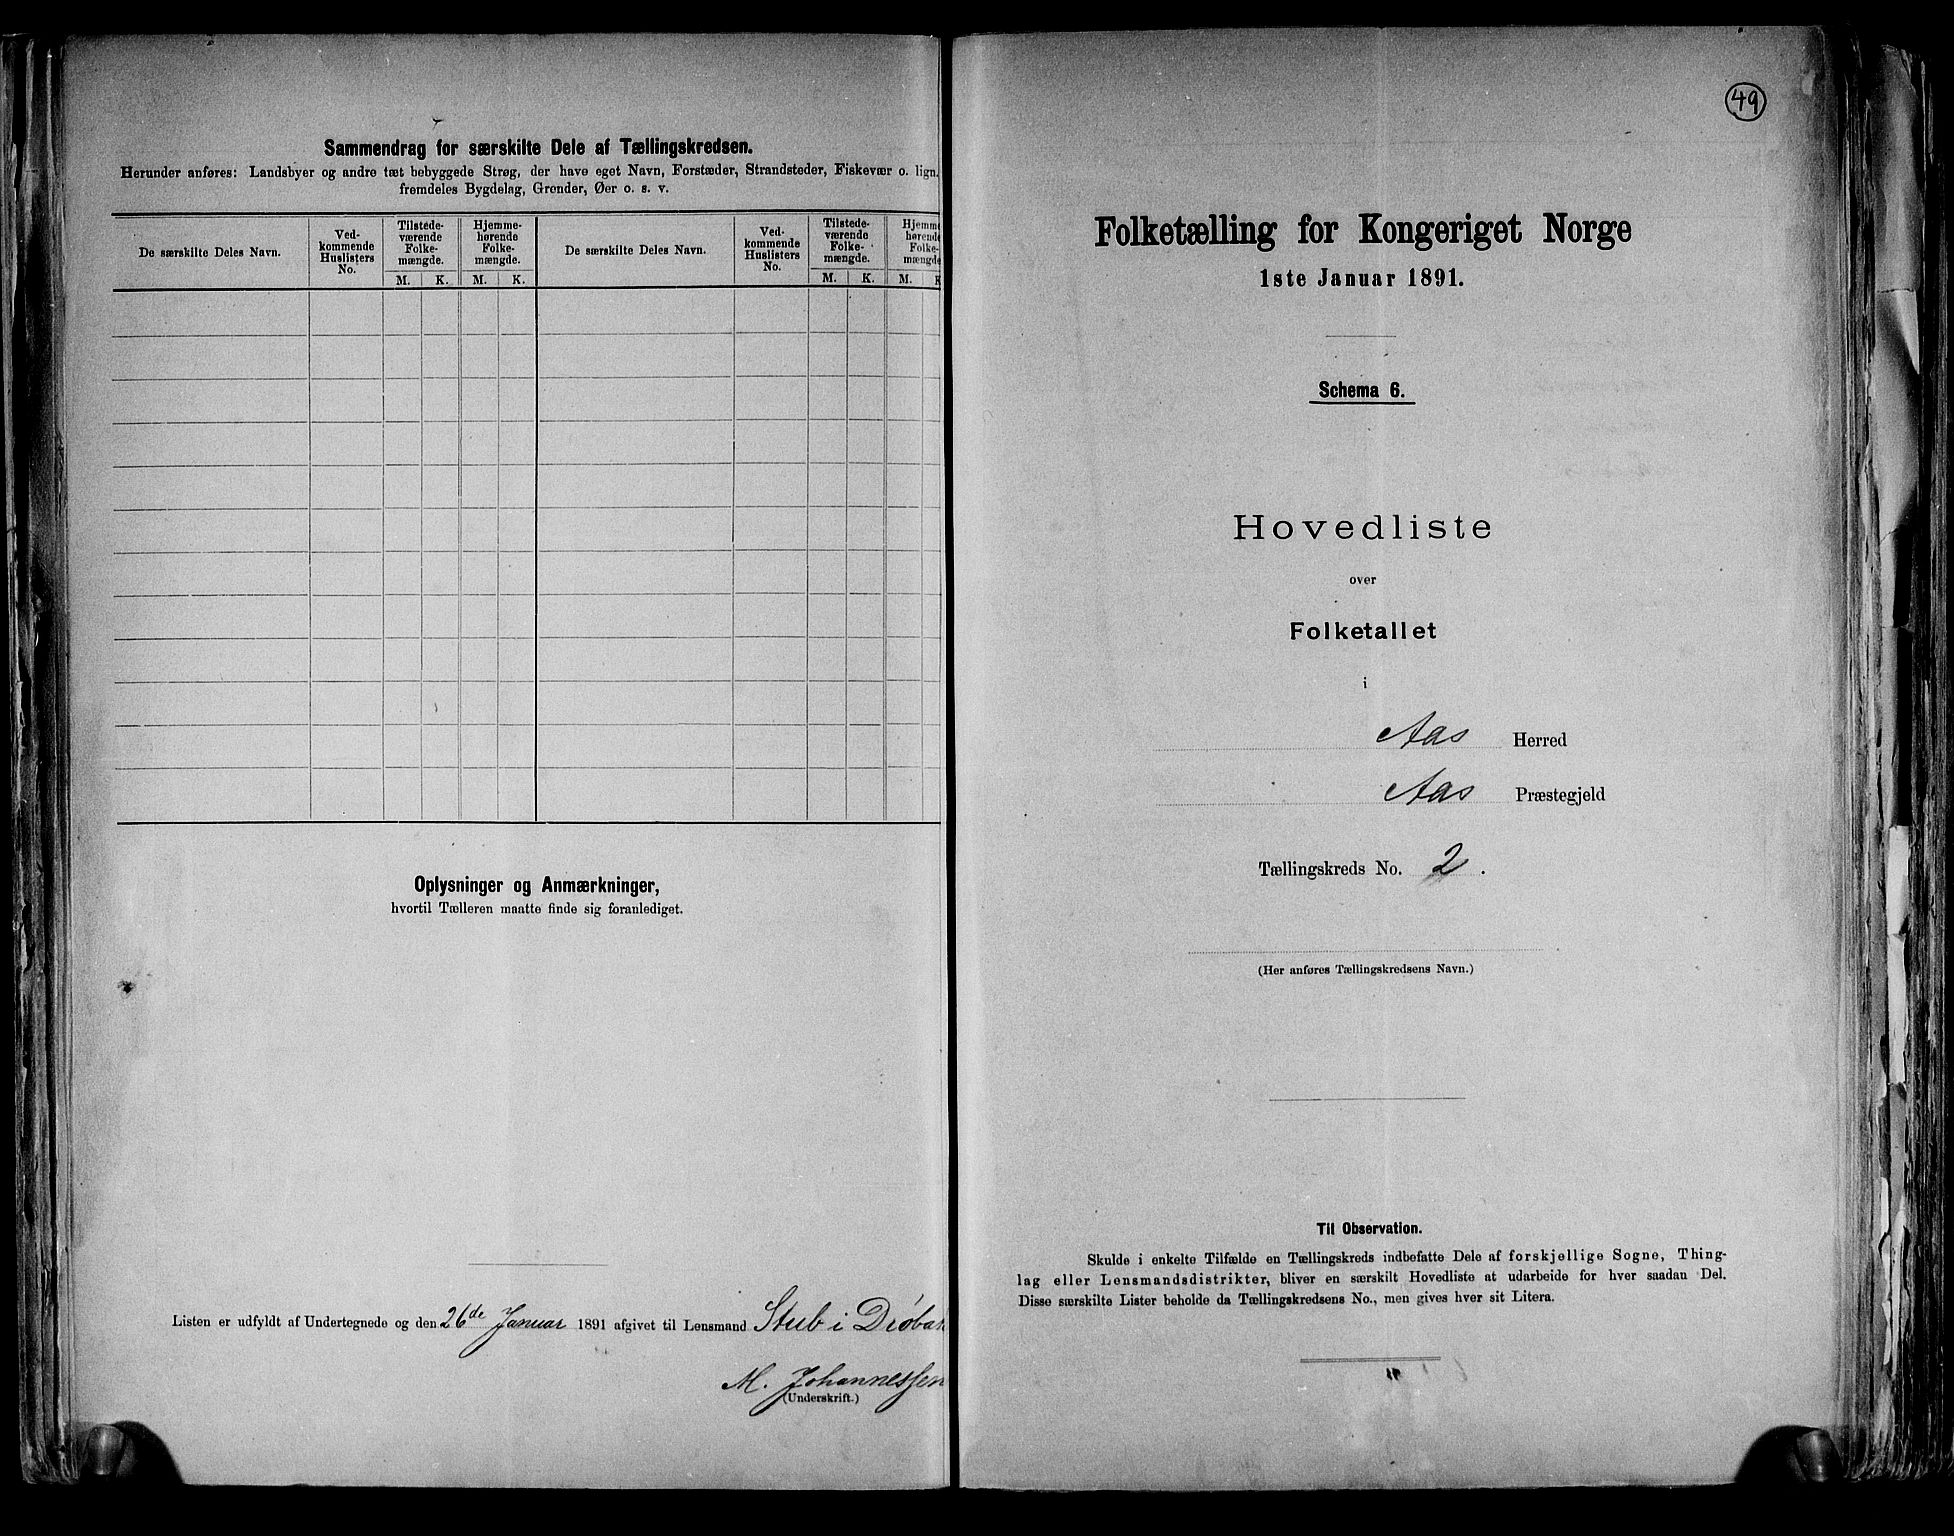 Sammendrag for særskilte Dele af Tællingskredsen.
Herunder anføres: Landsbyer og andre tæt bebyggede Strøg, der have eget Navn, Forstæder, Strandsteder, Fiskevær o. lign.
fremdeles Bygdelag, Grender, Øer o. s. v.
De særskilte Deles Navn.
Ved-
kommende
Huslisters
No.
Tilstede-
værende
Folke-
mængde.
M. K.
Hjemme-
hørende
Folke-
mængde.
M. K.
De særskilte Deles Navn.
Ved-
kommende
Huslisters
No.
Tilstede-
værende
Folke-
mængde.
M. K.
Hjemme
hørende
Folke-
mængde
M. K
Oplysninger og Anmærkninger,
hvortil Tælleren maatte finde sig foranlediget.
Listen er udfyldt af Undertegnede og den 26de Januar 1891 afgivet til Lensmand Stub i Drøbak
M. Johannessen
(Underskrift.)
49
Folketælling for Kongeriget Norge
1ste Januar 1891.
Schema 6.
Hovedliste
over
Folketallet
i
Aas Herred
Aas Præstegjeld
Tællingskreds No. 2.
(Her anføres Tællingskredsens Navn.)
Til Observation.
Skulde i enkelte Tilfælde en Tællingskreds indbefatte Dele af forskjellige Sogne, Thing-
lag eller Lensmandsdistrikter, bliver en særskilt Hovedliste at udarbeide for hver saadan Del.
Disse særskilte Lister beholde da Tællingskredsens No., men gives hver sit Litera.